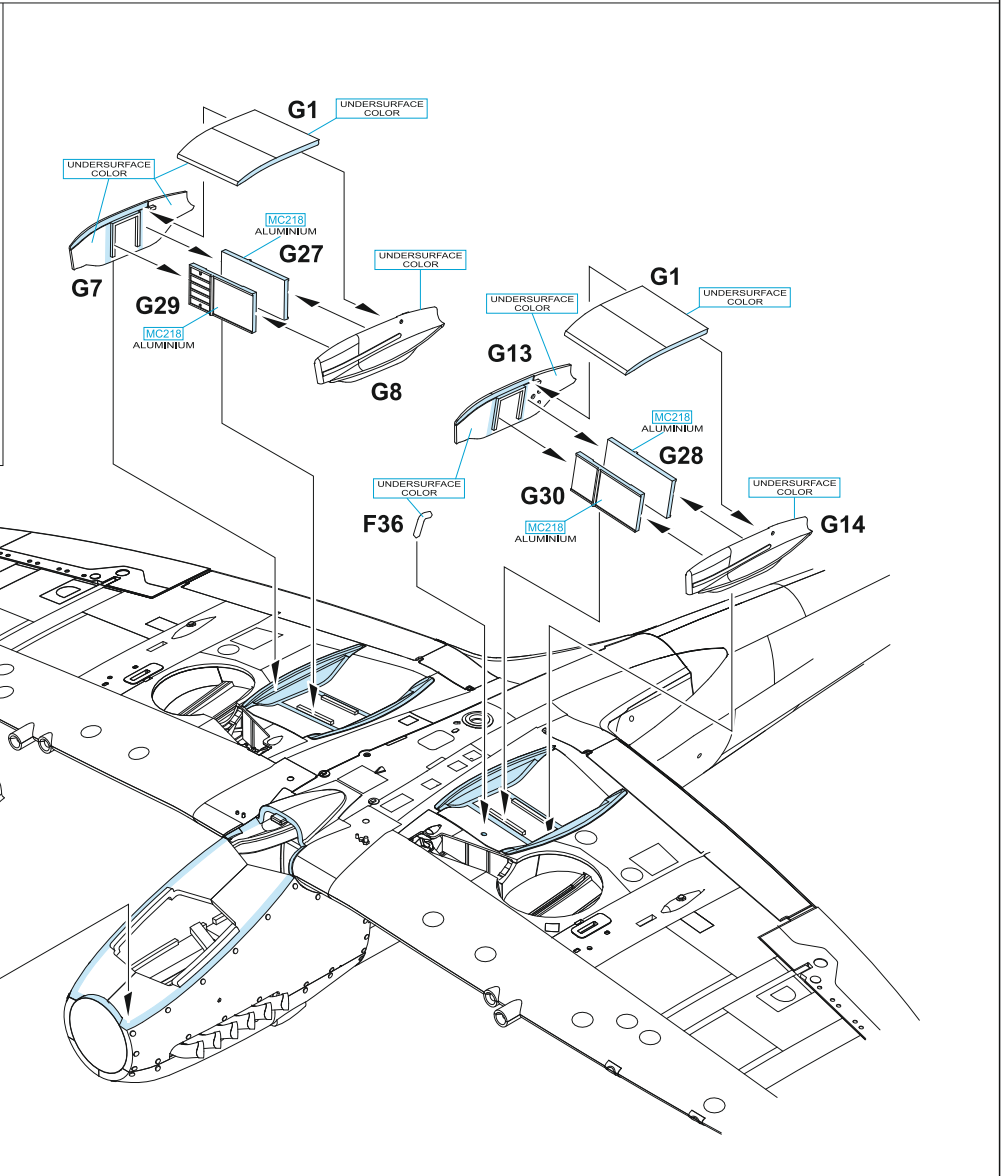 G1
UNDERSURFACE
COLOR
UNDERSURFACE
COLOR
MC218
ALUMINIUM
G27
G7
G29
MC218
ALUMINIUM
UNDERSURFACE
COLOR
G8
G1
UNDERSURFACE
COLOR
UNDERSURFACE
COLOR
G13
MC218
ALUMINIUM
G28
UNDERSURFACE
COLOR
G30
F36
MC218
ALUMINIUM
UNDERSURFACE
COLOR
G14